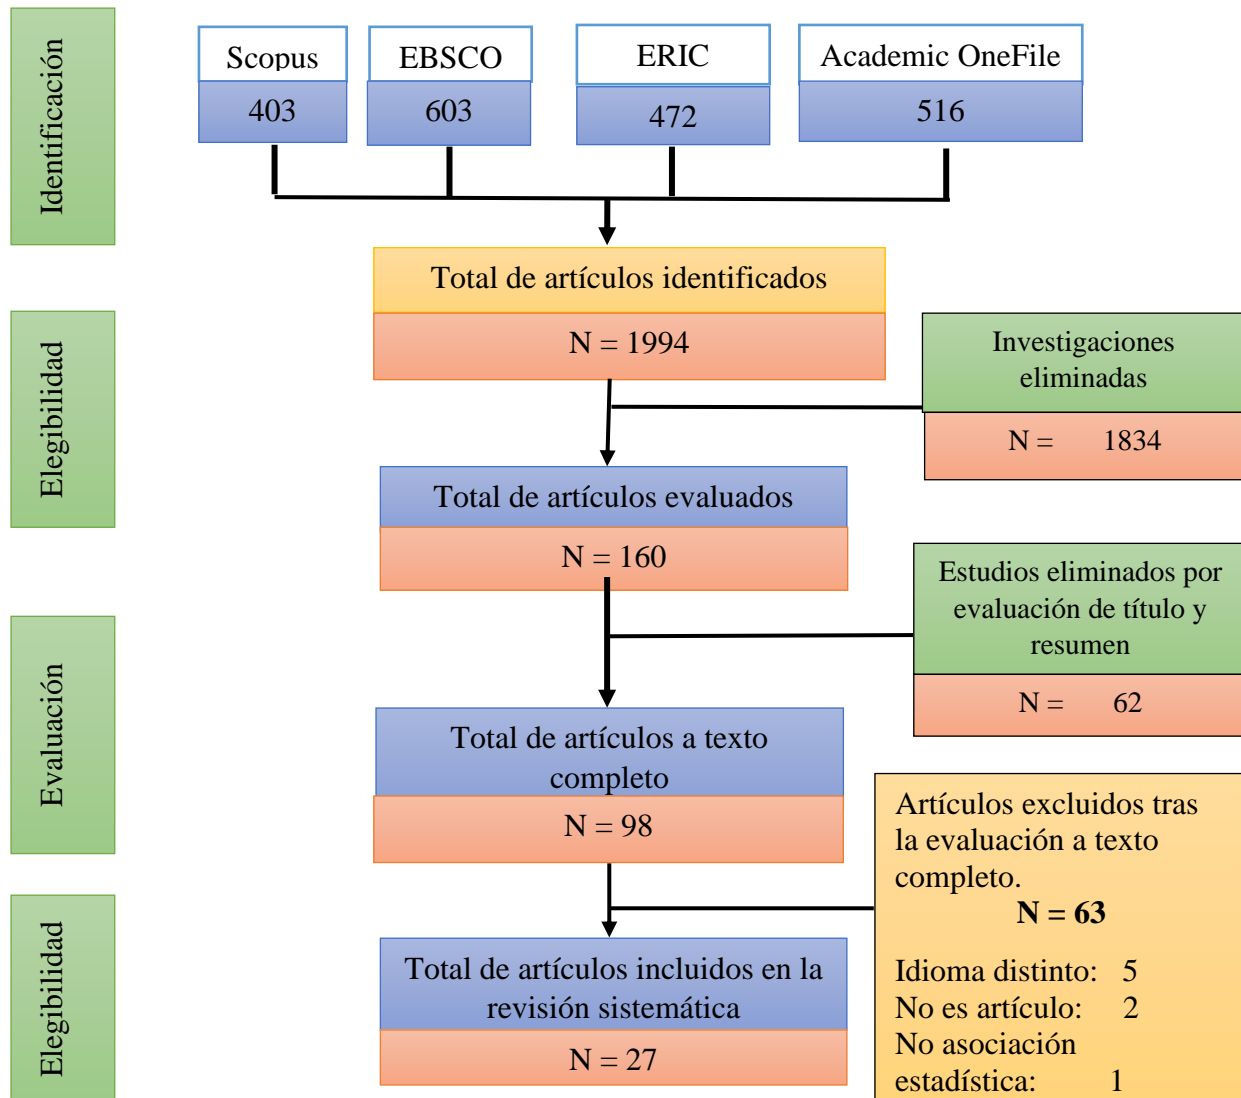 Identificación
Scopus
EBSCO
ERIC
Academic OneFile
403
603
472
516
Total de artículos identificados
N = 1994
Elegibilidad
Investigaciones
eliminadas
N = 1834
Total de artículos evaluados
N = 160
Estudios eliminados por
evaluación de título y
resumen
N = 62
Evaluación
Total de artículos a texto
completo
N = 98
Artículos excluidos tras
la evaluación a texto
completo.
N = 63
Idioma distinto: 5
No es artículo: 2
No asociación
estadística: 1
Elegibilidad
Total de artículos incluidos en la
revisión sistemática
N = 27